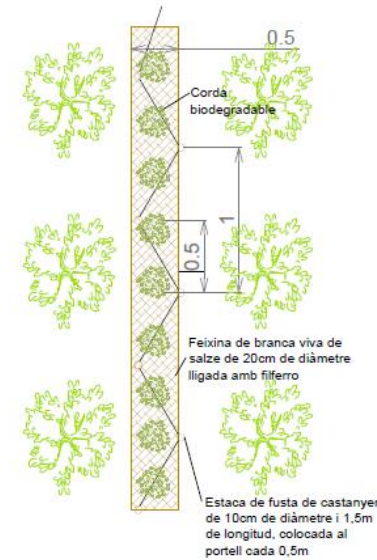 0.5
Corda
biodegradable
1
0.5
Feixina de branca viva de
salze de 20cm de diàmetre
lligada amb filferro
Estaca de fusta de castanyer
de 10cm de diàmetre i 1,5m
de longitud, colocada al
portell cada 0,5m